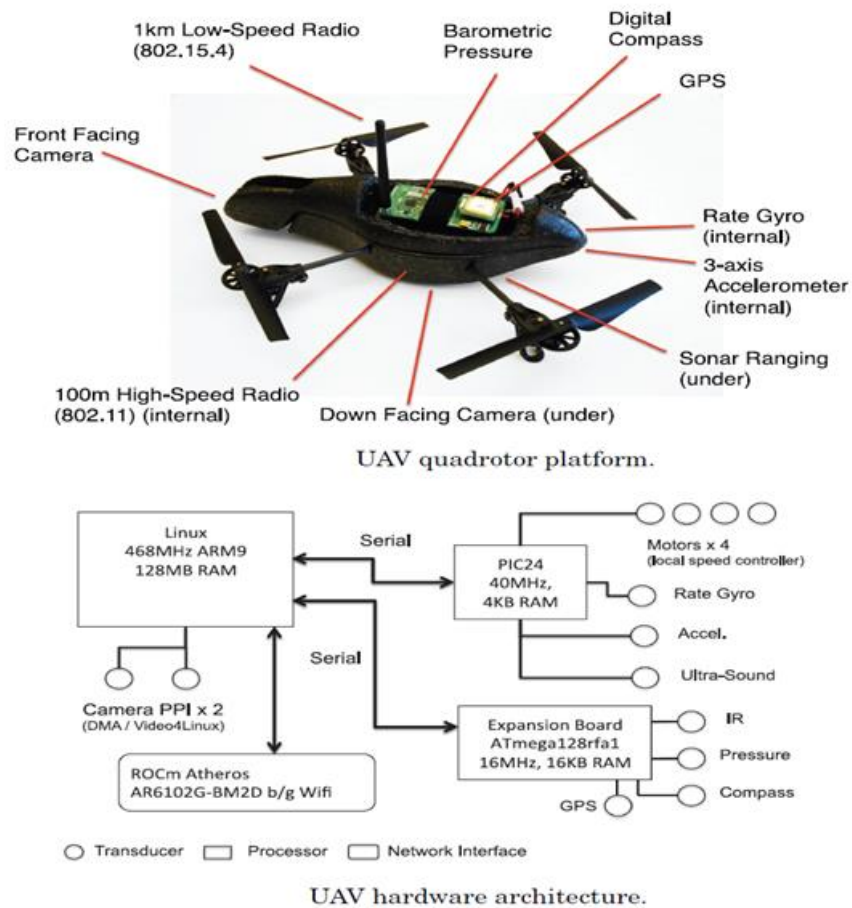 1km Low-Speed Radio
(802.15.4)
Barometric
Pressure
Digital
Compass
GPS
Front Facing
Camera
Rate Gyro
(internal)
3-axis
Accelerometer
(internal)
Sonar Ranging
(under)
100m High-Speed Radio
(802.11) (internal)
Down Facing Camera (under)
UAV quadrotor platform.
Linux
468MHz ARM9
128MB RAM
Serial
PIC24
40MHz,
4KB RAM
Motors x 4
(local speed controller)
Rate Gyro
Accel.
Ultra-Sound
Serial
Camera PPI x 2
(DMA / Video4Linux)
Expansion Board
ATmega128rfa1
16MHz, 16KB RAM
IR
Pressure
Compass
GPS
ROCm Atheros
AR6102G-BM2D b/g Wifi
Transducer
Processor
Network Interface
UAV hardware architecture.